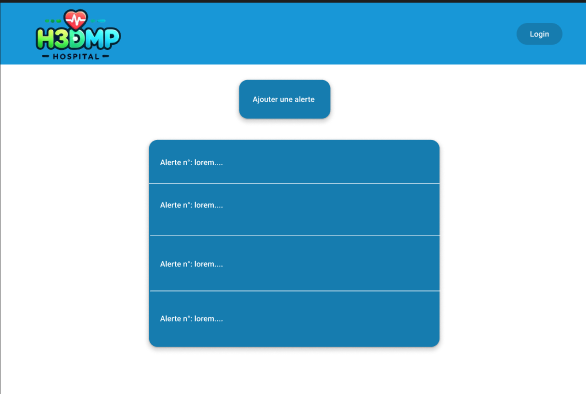 H3DMP
HOSPITAL
Login
Ajouter une alerte
Alerte n°: lorem....
Alerte n°: lorem....
Alerte n°: lorem....
Alerte n°: lorem....